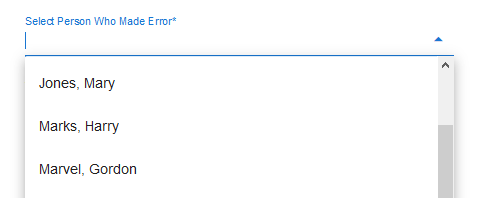 Select Person Who Made Error*
Jones, Mary
Marks, Harry
Marvel, Gordon